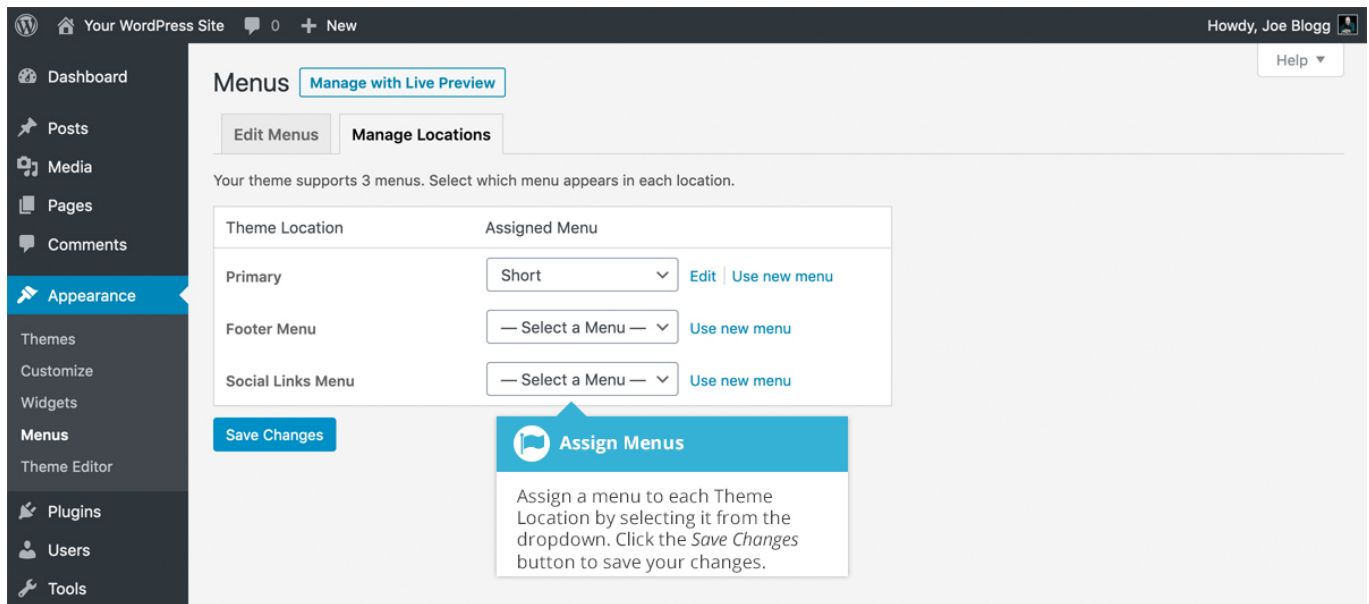 Your WordPress Site 0 New Howdy, Joe Blogg
Help
Dashboard
Posts
Media
Pages
Comments
Appearance
Themes
Customize
Widgets
Menus
Theme Editor
Plugins
Users
Tools
Menus Manage with Live Preview
Edit Menus Manage Locations
Your theme supports 3 menus. Select which menu appears in each location.
Theme Location Assigned Menu
Primary Short Edit Use new menu
Footer Menu — Select a Menu — Use new menu
Social Links Menu — Select a Menu — Use new menu
Save Changes
Assign Menus
Assign a menu to each Theme
Location by selecting it from the
dropdown. Click the Save Changes
button to save your changes.